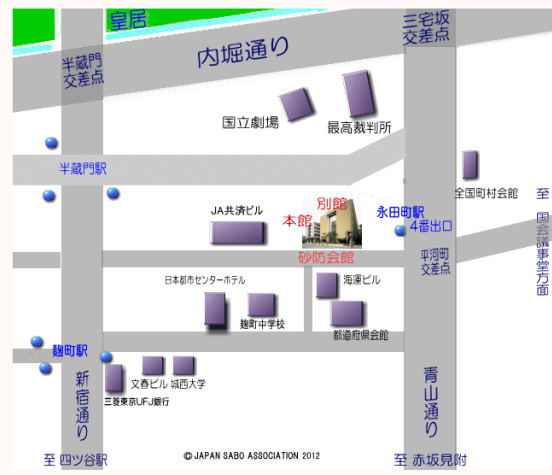 皇居
内堀通り
三宅坂
交差点
半蔵門
交差点
国立劇場
最高裁判所
半蔵門駅
全国町村会館
至 国会議事堂方面
JA共済ビル
別館
本館
永田町駅
4番出口
砂防会館
平河町
交差点
日本都市センターホテル
海運ビル
麹町中学校
都道府県会館
麹町駅
新宿通り
文春ビル
城西大学
三菱東京UFJ銀行
青山通り
至 四ツ谷駅
© JAPAN SABO ASSOCIATION 2012
至 赤坂見附